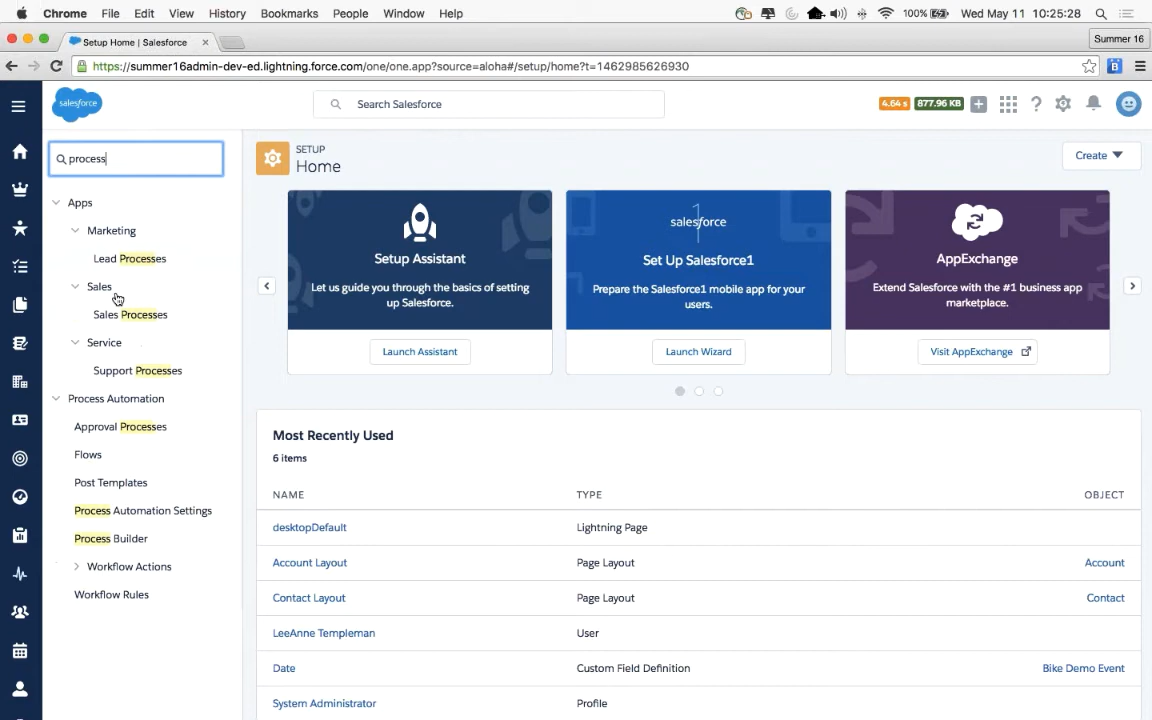 Chrome File Edit View History Bookmarks People Window Help 100% Wed May 11 10:25:28
Setup Home | Salesforce Summer 16
https://summer16admin-dev-ed.lightning.force.com/one/one.app?source=aloha#/setup/home?t=1462985626930
salesforce Search Salesforce 4.64 s 877.96 KB
process
Apps
Marketing
Lead Processes
Sales
Sales Processes
Service
Support Processes
Process Automation
Approval Processes
Flows
Post Templates
Process Automation Settings
Process Builder
Workflow Actions
Workflow Rules
SETUP
Home
Create
Setup Assistant
Let us guide you through the basics of setting
up Salesforce.
Launch Assistant
salesforce1
Set Up Salesforce1
Prepare the Salesforce1 mobile app for your
users.
Launch Wizard
AppExchange
Extend Salesforce with the #1 business app
marketplace.
Visit AppExchange
Most Recently Used
6 items
NAME TYPE OBJECT
desktopDefault Lightning Page
Account Layout Page Layout Account
Contact Layout Page Layout Contact
LeeAnne Templeman User
Date Custom Field Definition Bike Demo Event
System Administrator Profile